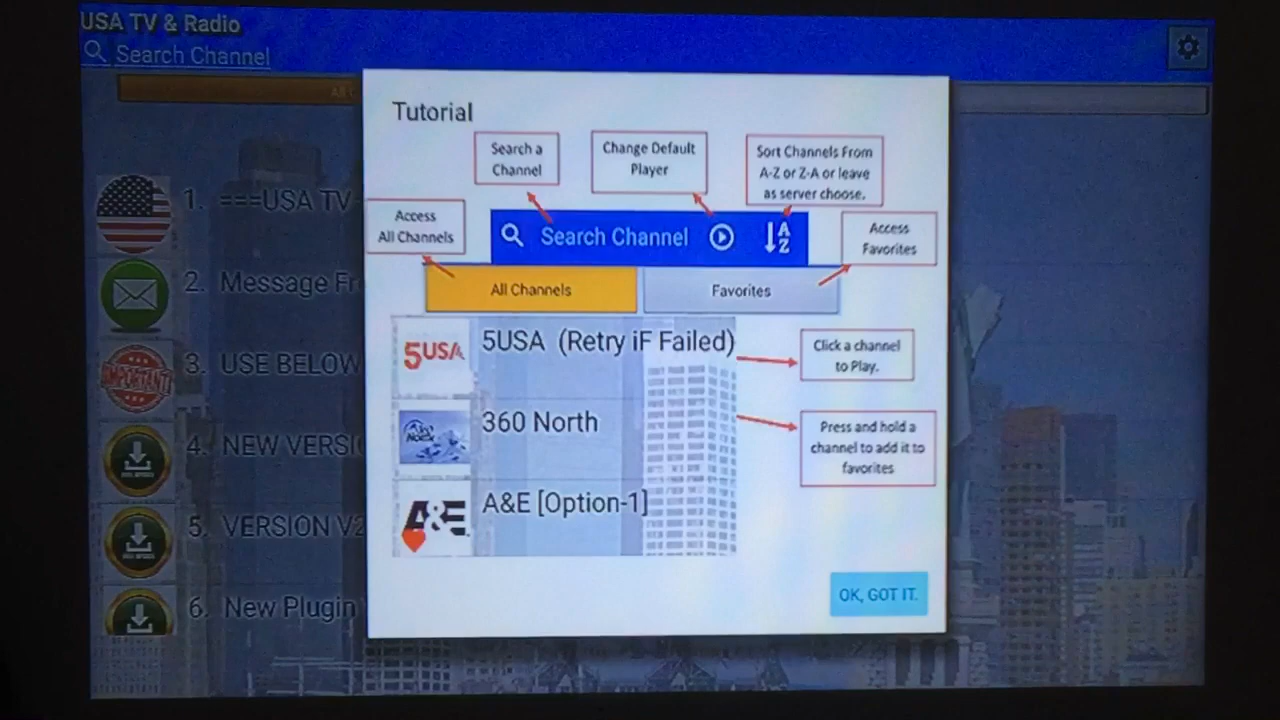 USA TV & Radio
Search Channel
Tutorial
Search a
Channel
Change Default
Player
Sort Channels From
A-Z or Z-A or leave
as server choose.
Access
All Channels
Search Channel
A
Z
Access
Favorites
All Channels
Favorites
5USA
5USA (Retry iF Failed)
Click a channel
to Play.
360 North
Press and hold a
channel to add it to
favorites
A&E
A&E [Option-1]
OK, GOT IT.
1. ===USA TV
2. Message Fr
IMPORTANT
3. USE BELOW
4. NEW VERSI
5. VERSION V2
6. New Plugin